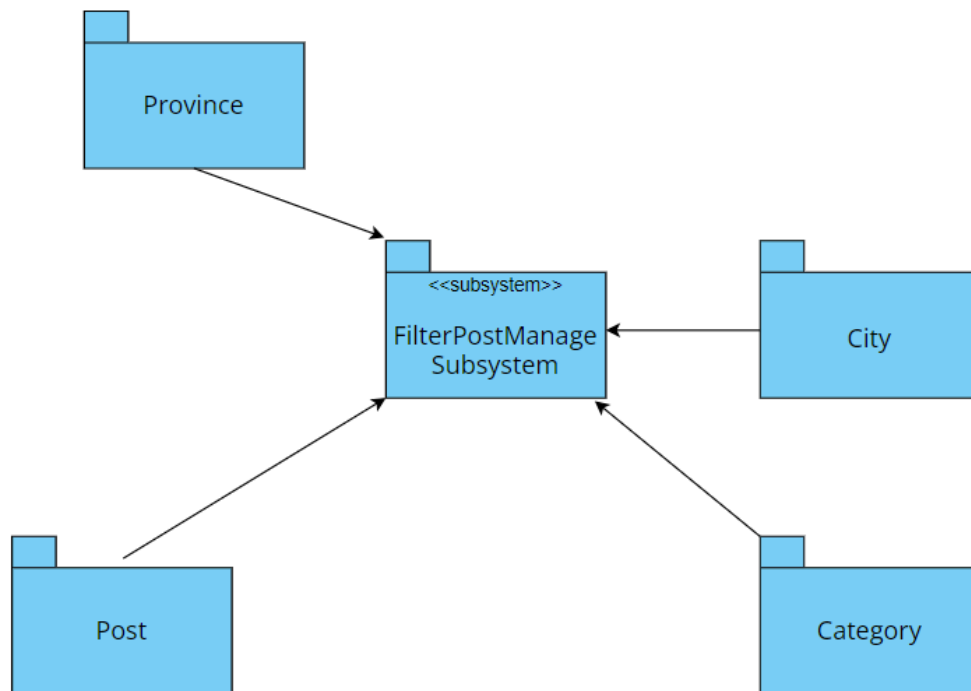 Province
<<subsystem>>
FilterPostManage
Subsystem
City
Post
Category